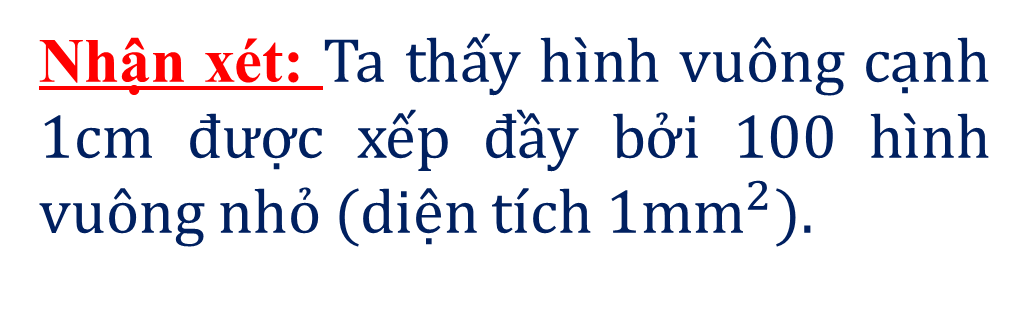 Nhận xét: Ta thấy hình vuông cạnh
1cm được xếp đầy bởi 100 hình
vuông nhỏ (diện tích 1mm²).